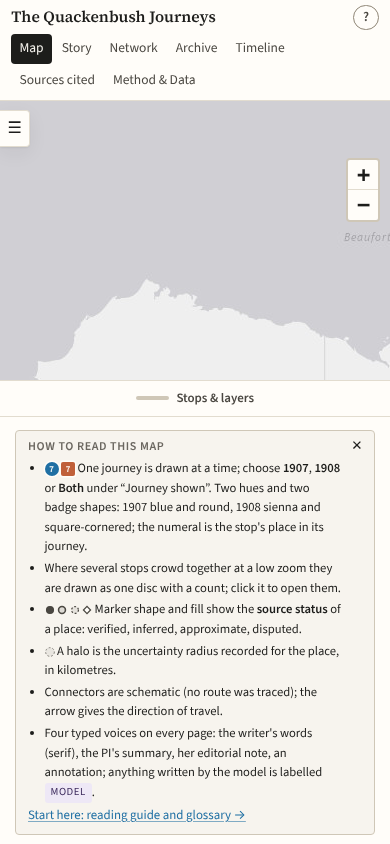 The Quackenbush Journeys
?
Map Story Network Archive Timeline
Sources cited Method & Data
☰
+
−
Beaufort
Stops & layers
HOW TO READ THIS MAP ✕
• 7 7 One journey is drawn at a time; choose 1907, 1908
or Both under “Journey shown”. Two hues and two
badge shapes: 1907 blue and round, 1908 sienna and
square-cornered; the numeral is the stop's place in its
journey.
• Where several stops crowd together at a low zoom they
are drawn as one disc with a count; click it to open them.
• Marker shape and fill show the source status of
a place: verified, inferred, approximate, disputed.
• A halo is the uncertainty radius recorded for the place,
in kilometres.
• Connectors are schematic (no route was traced); the
arrow gives the direction of travel.
• Four typed voices on every page: the writer's words
(serif), the PI's summary, her editorial note, an
annotation; anything written by the model is labelled
MODEL .
Start here: reading guide and glossary →